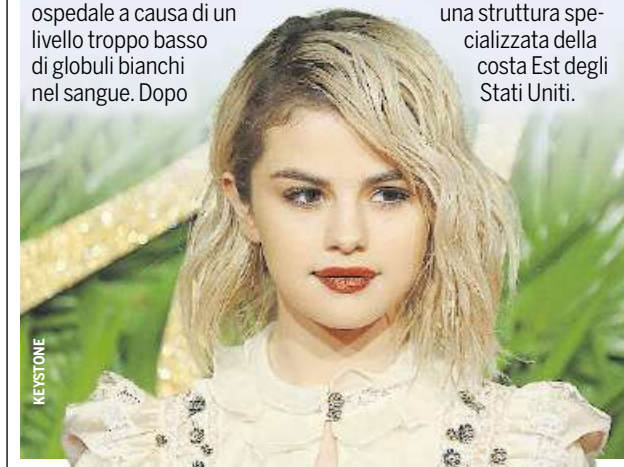 ospedale a causa di un
livello troppo basso
di globuli bianchi
nel sangue. Dopo
una struttura spe-
cializzata della
costa Est degli
Stati Uniti.
KEYSTONE